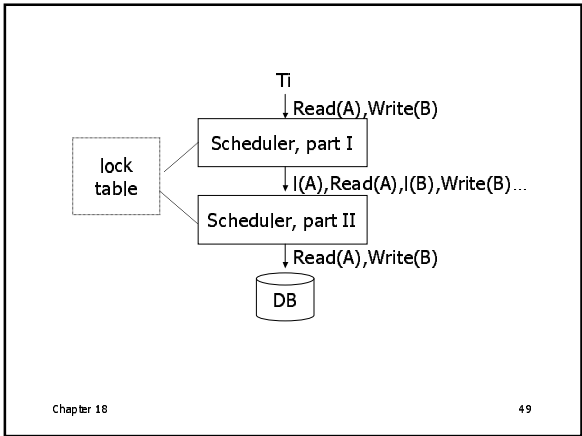 Ti
Read(A),Write(B)
Scheduler, part I
lock
table
l(A),Read(A),l(B),Write(B)...
Scheduler, part II
Read(A),Write(B)
DB
Chapter 18
49